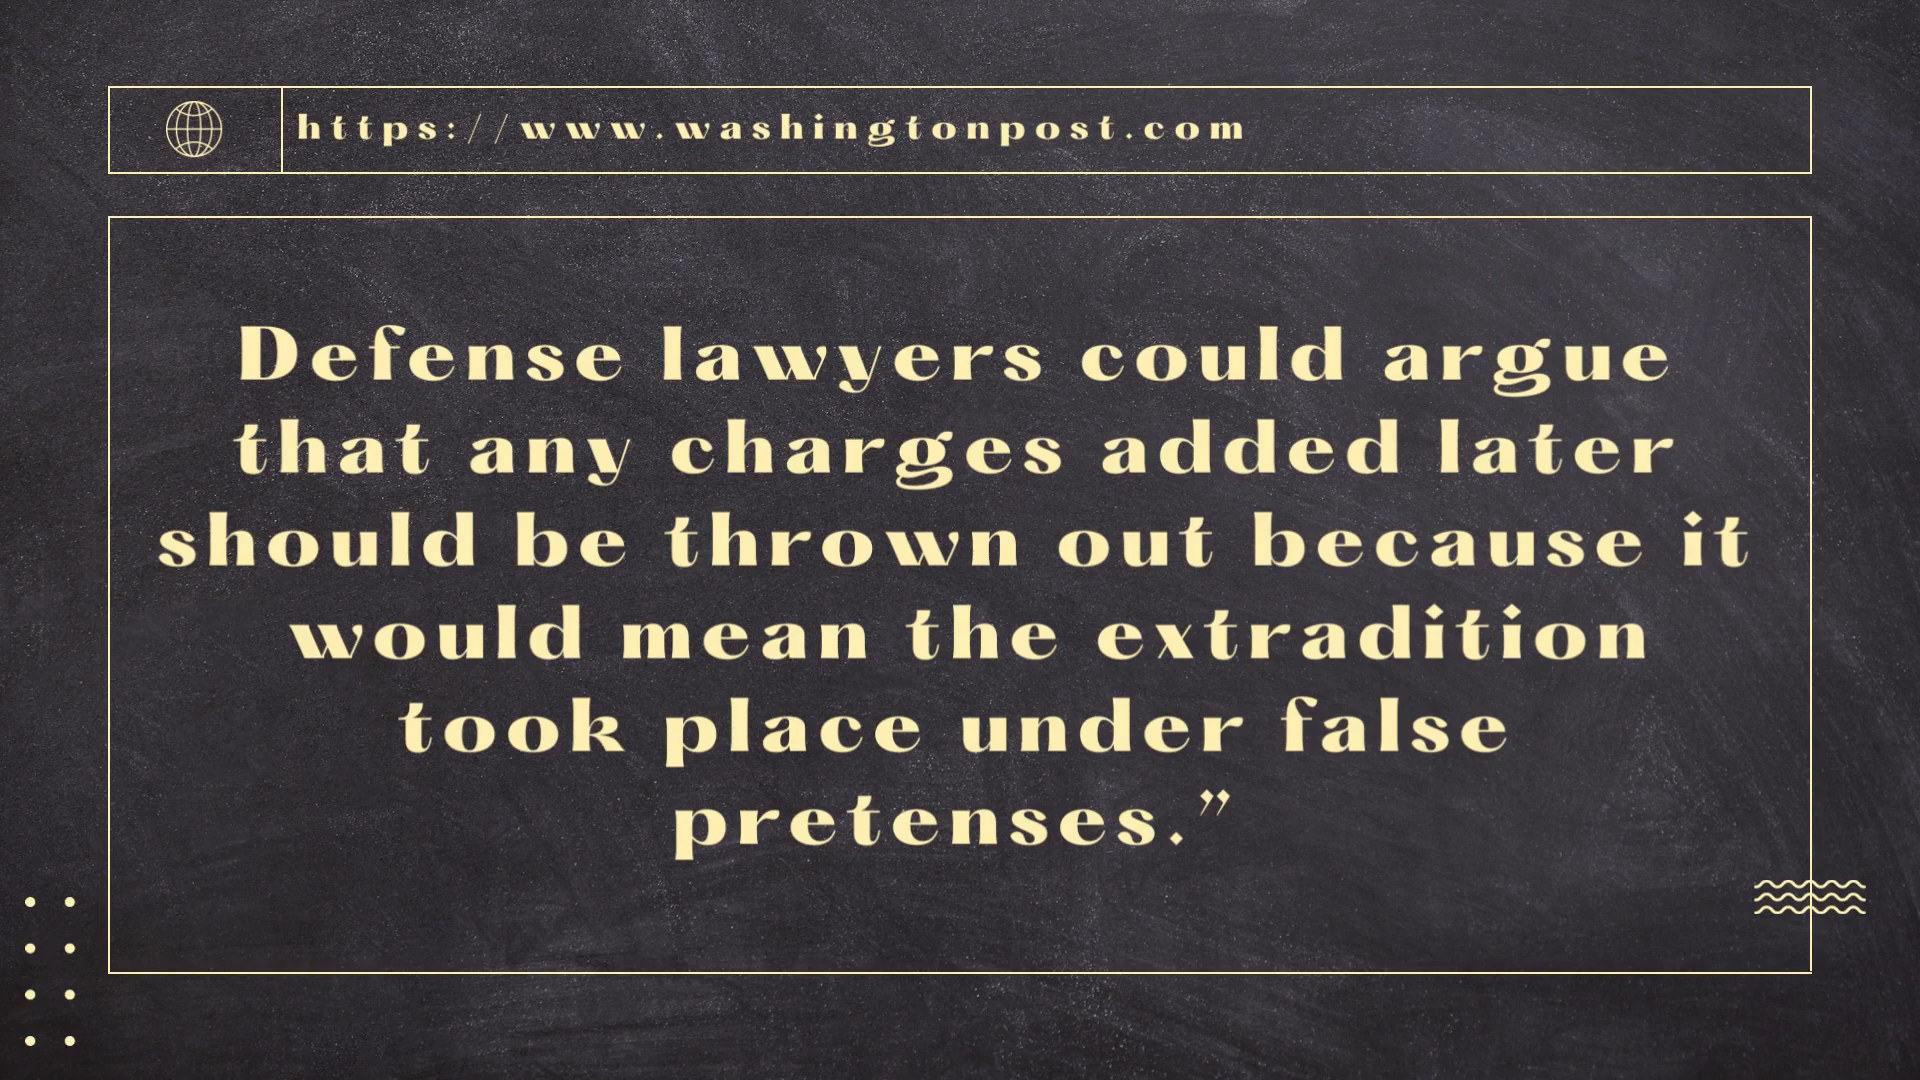 https://www.washingtonpost.com
Defense lawyers could argue
that any charges added later
should be thrown out because it
would mean the extradition
took place under false
pretenses.”